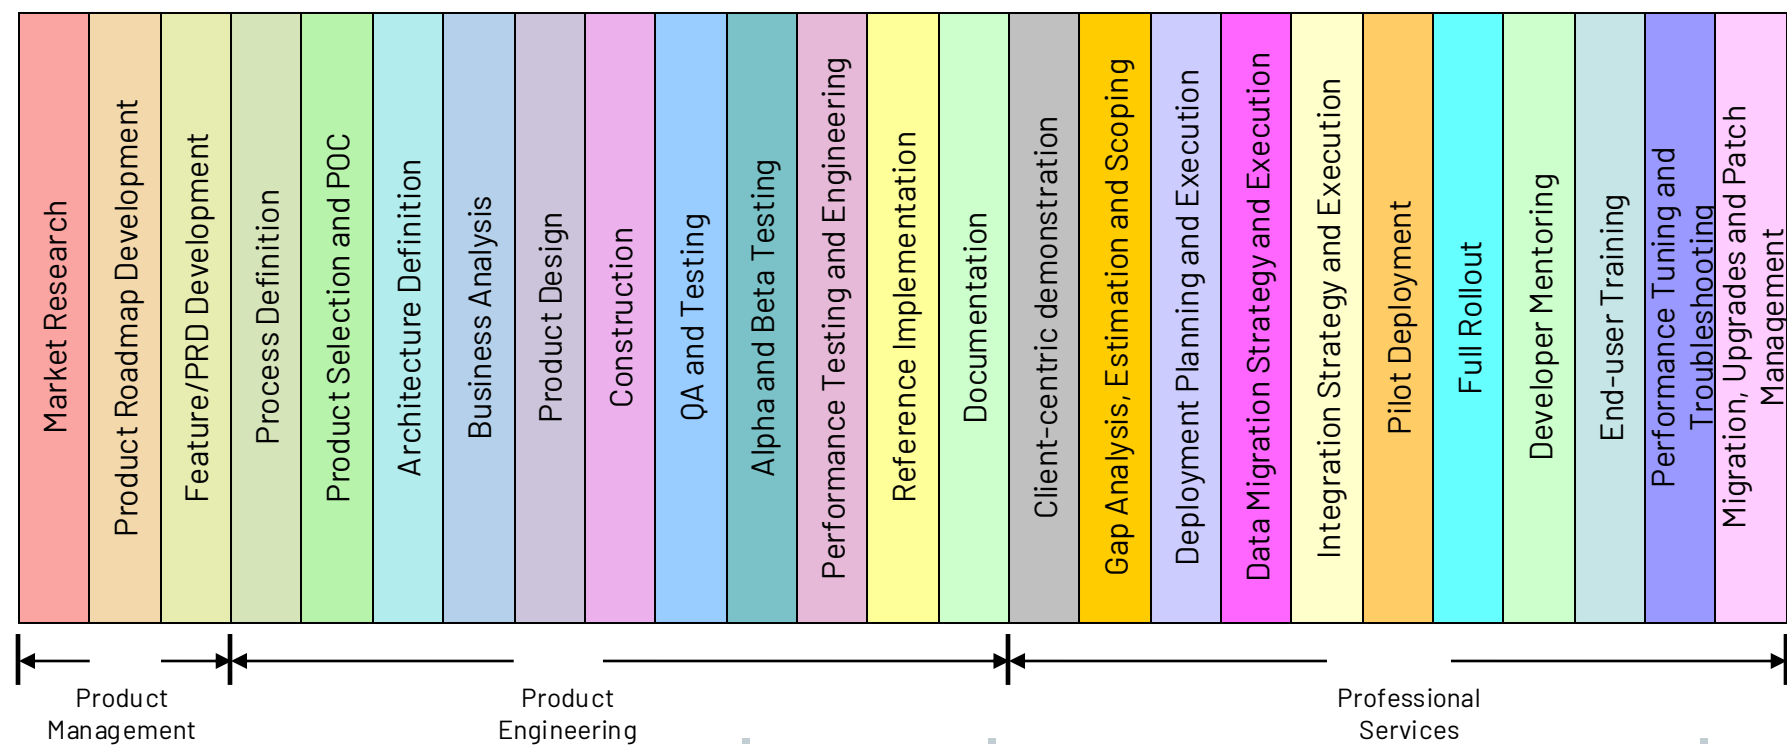 Market Research
Product Roadmap Development
Feature/PRD Development
Process Definition
Product Selection and POC
Architecture Definition
Business Analysis
Product Design
Construction
QA and Testing
Alpha and Beta Testing
Performance Testing and Engineering
Reference Implementation
Documentation
Client-centric demonstration
Gap Analysis, Estimation and Scoping
Deployment Planning and Execution
Data Migration Strategy and Execution
Integration Strategy and Execution
Pilot Deployment
Full Rollout
Developer Mentoring
End-user Training
Performance Tuning and
Troubleshooting
Migration, Upgrades and Patch
Management
Product
Management
Product
Engineering
Professional
Services